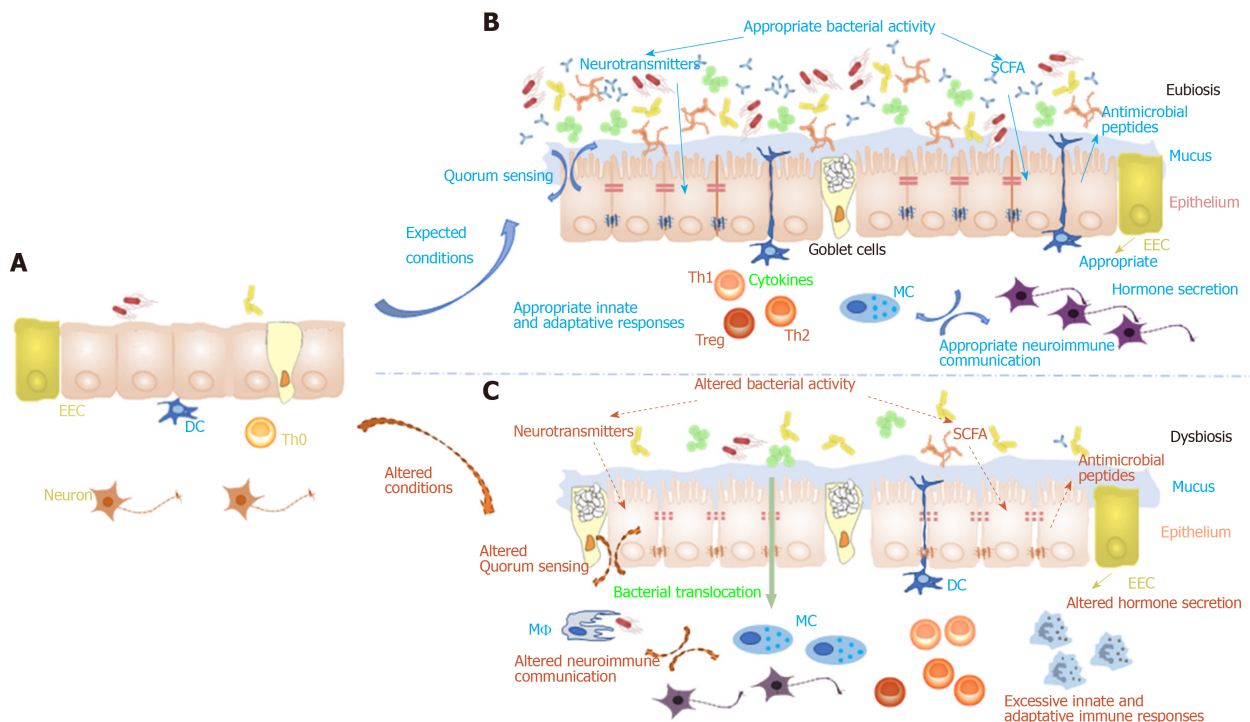 A
EEC
DC
Th0
Neuron
Expected
conditions
Altered
conditions
B
Appropriate bacterial activity
Neurotransmitters
SCFA
Eubiosis
Antimicrobial
peptides
Mucus
Quorum sensing
Epithelium
Goblet cells
EEC
Appropriate
Hormone secretion
Th1
Cytokines
MC
Appropriate innate
and adaptative responses
Treg
Th2
Appropriate neuroimmune
communication
C
Altered bacterial activity
Neurotransmitters
SCFA
Dysbiosis
Antimicrobial
peptides
Mucus
Epithelium
Altered
Quorum sensing
Bacterial translocation
DC
EEC
Altered hormone secretion
MΦ
MC
Altered neuroimmune
communication
Excessive innate and
adaptative immune responses